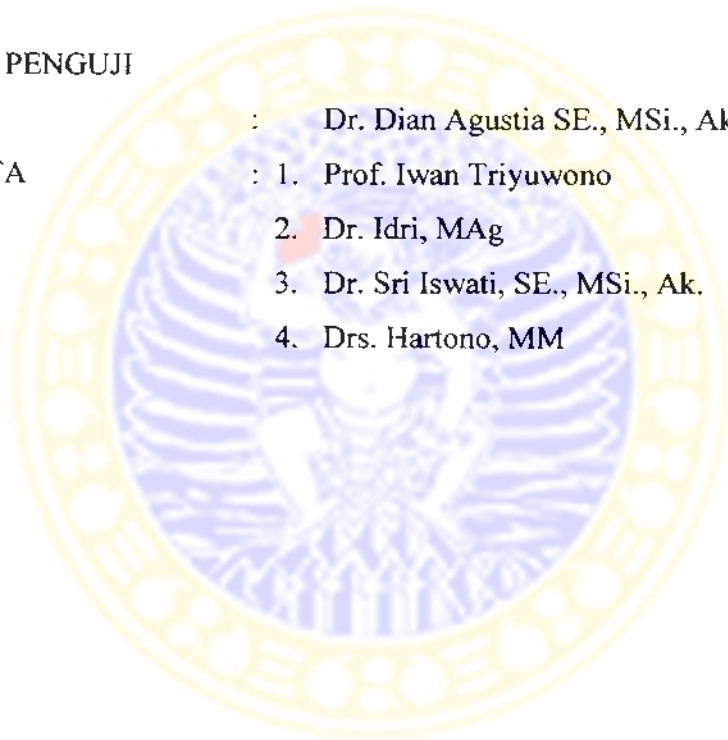 PENGUJI
: Dr. Dian Agustia SE., MSi., Ak
TA : 1. Prof. Iwan Triyuwono
2. Dr. Idri, MAg
3. Dr. Sri Iswati, SE., MSi., Ak.
4. Drs. Hartono, MM